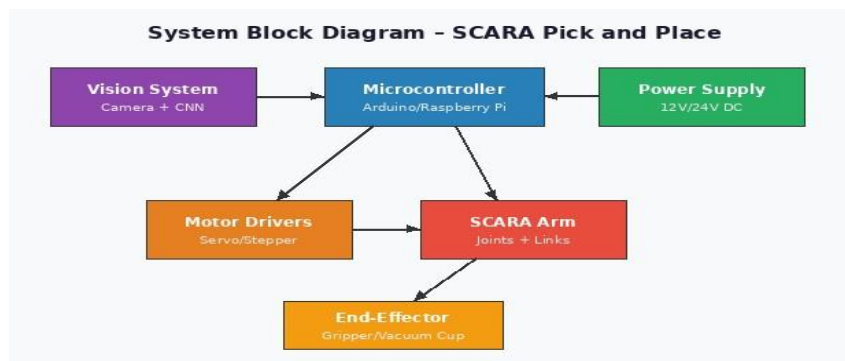 System Block Diagram – SCARA Pick and Place
Vision System
Camera + CNN
Microcontroller
Arduino/Raspberry Pi
Power Supply
12V/24V DC
Motor Drivers
Servo/Stepper
SCARA Arm
Joints + Links
End-Effector
Gripper/Vacuum Cup